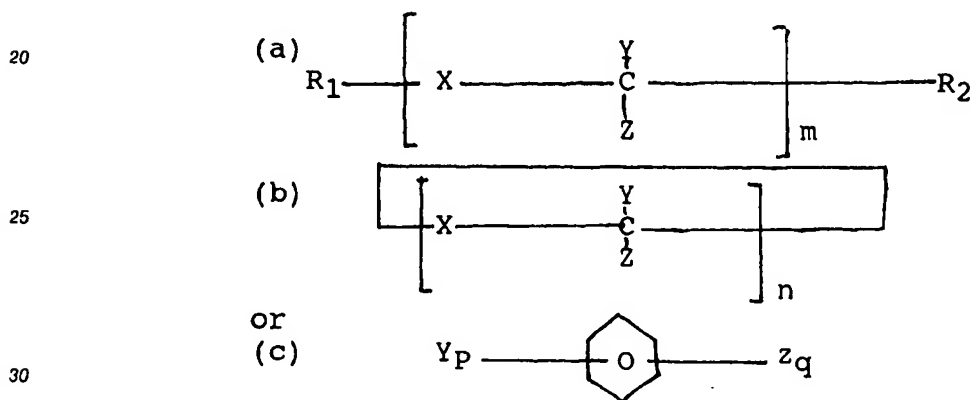 20
(a)
Y
R1 X C R2
Z
m
(b)
Y
25
X C
Z
n
or
(c) YP O Zq
30